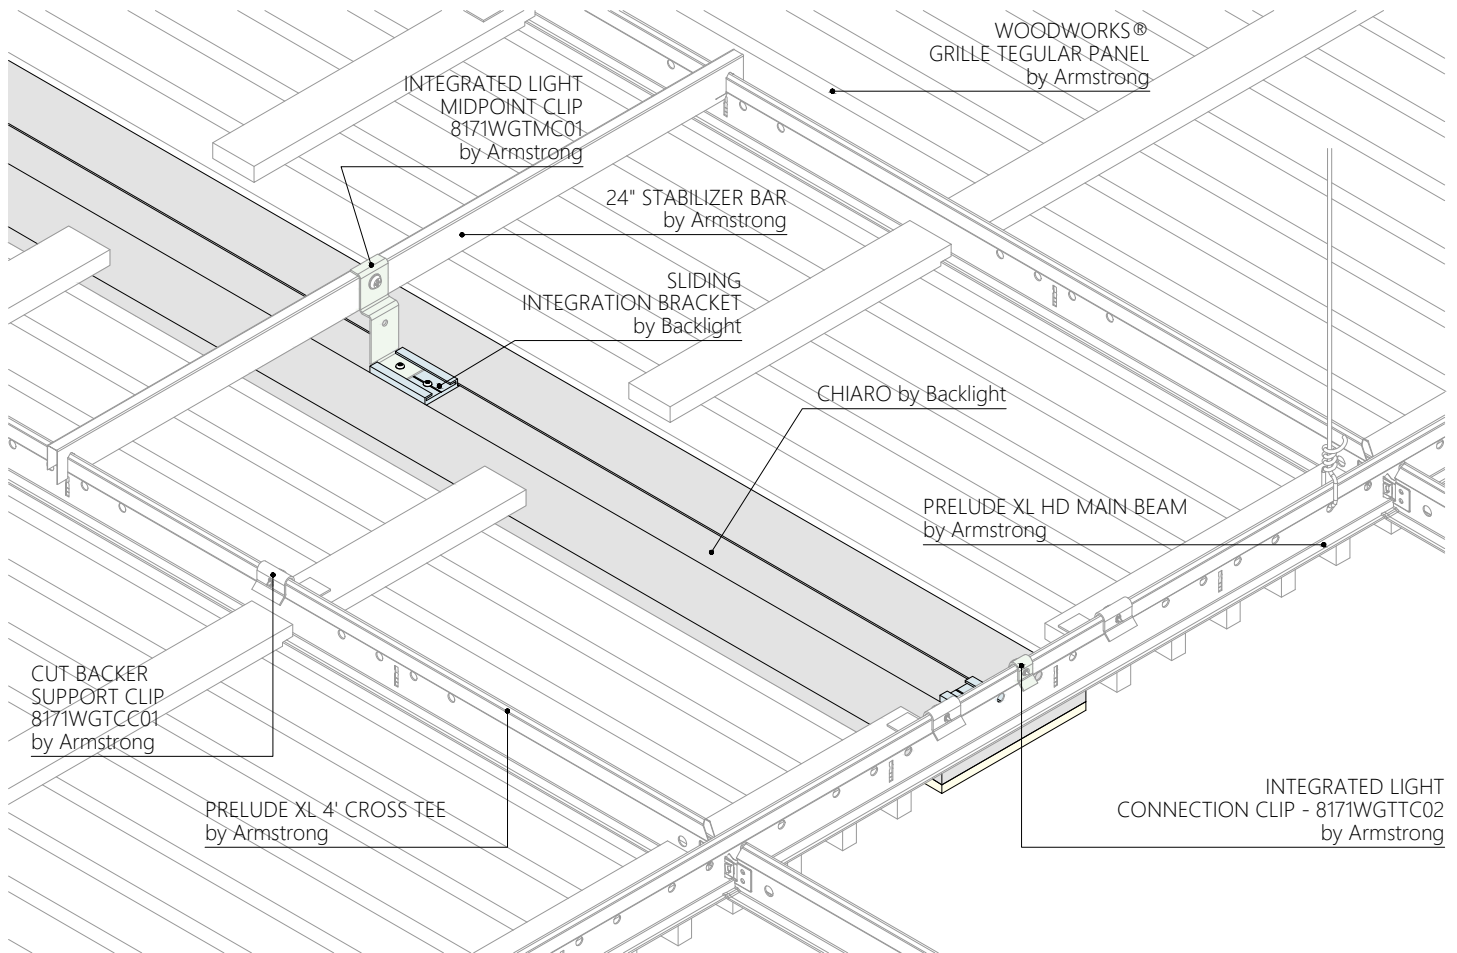 WOODWORKS®
GRILLE TEGULAR PANEL
by Armstrong
INTEGRATED LIGHT
MIDPOINT CLIP
8171WGTMC01
by Armstrong
24" STABILIZER BAR
by Armstrong
SLIDING
INTEGRATION BRACKET
by Backlight
CHIARO by Backlight
PRELUDE XL HD MAIN BEAM
by Armstrong
CUT BACKER
SUPPORT CLIP
8171WGTCC01
by Armstrong
PRELUDE XL 4' CROSS TEE
by Armstrong
INTEGRATED LIGHT
CONNECTION CLIP - 8171WGTTC02
by Armstrong